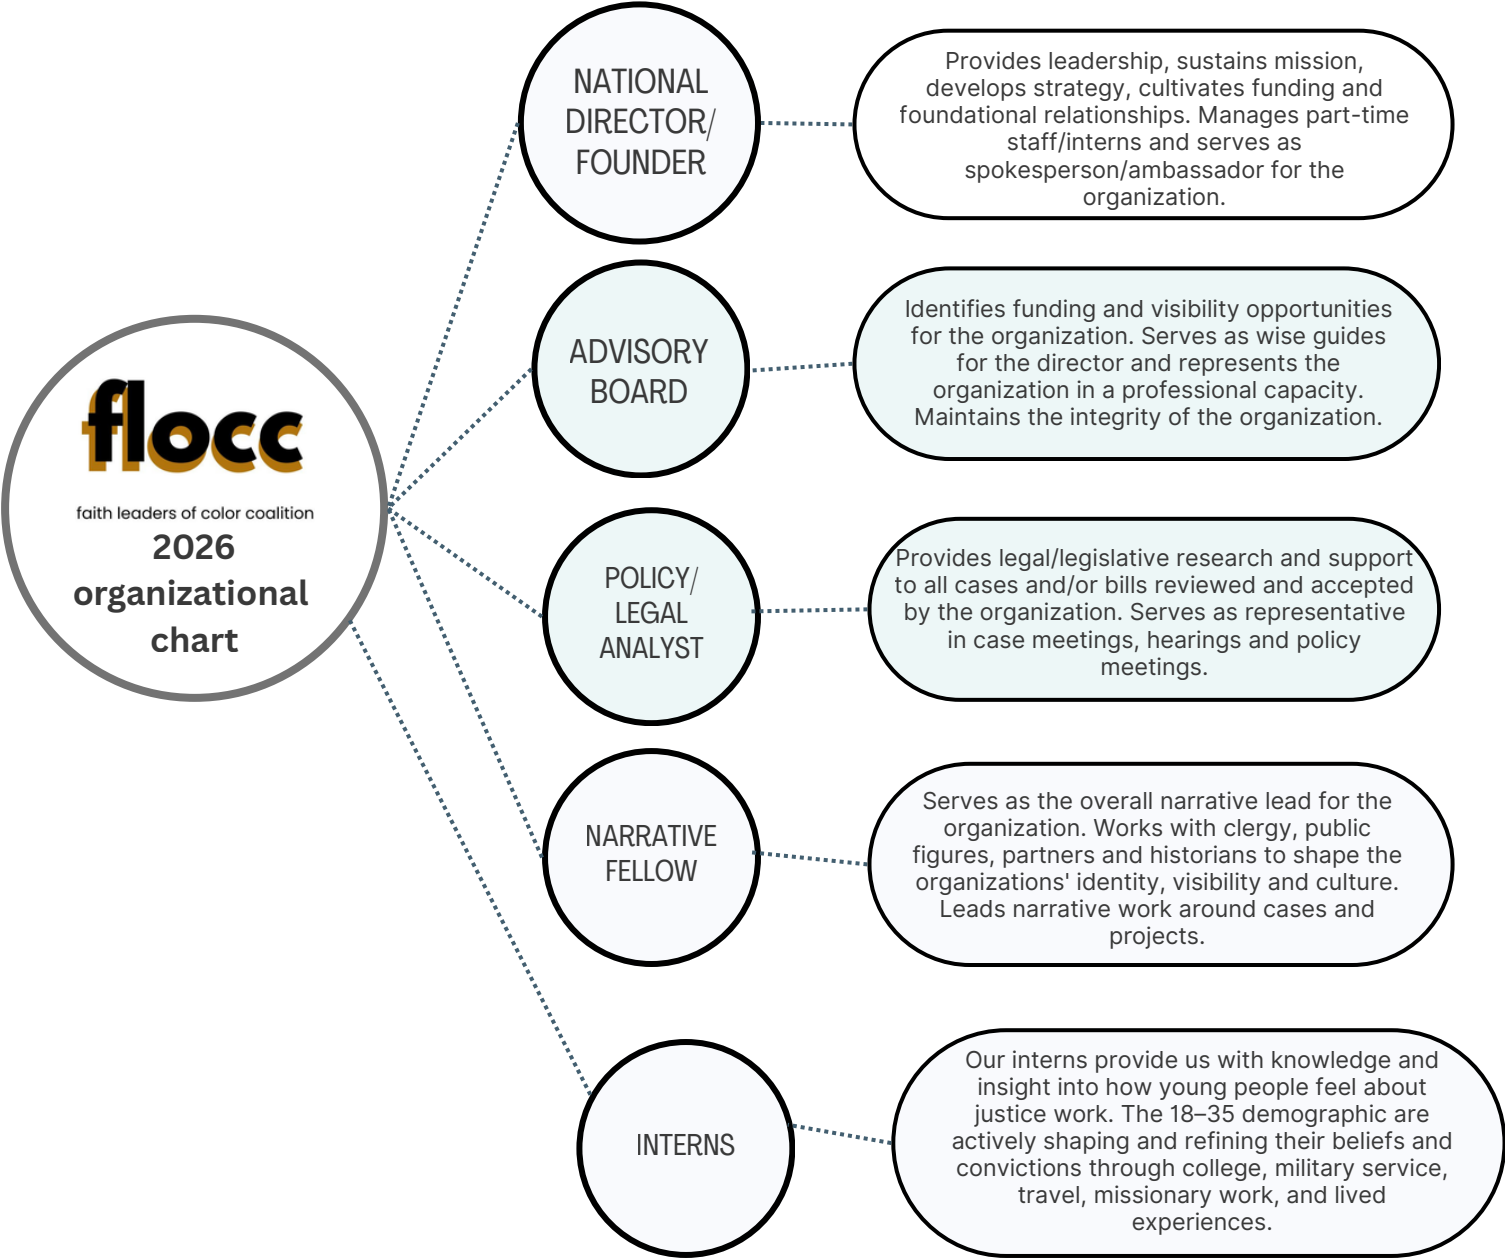 flocc
faith leaders of color coalition
2026
organizational
chart
NATIONAL
DIRECTOR/
FOUNDER
Provides leadership, sustains mission,
develops strategy, cultivates funding and
foundational relationships. Manages part-time
staff/interns and serves as
spokesperson/ambassador for the
organization.
ADVISORY
BOARD
Identifies funding and visibility opportunities
for the organization. Serves as wise guides
for the director and represents the
organization in a professional capacity.
Maintains the integrity of the organization.
POLICY/
LEGAL
ANALYST
Provides legal/legislative research and support
to all cases and/or bills reviewed and accepted
by the organization. Serves as representative
in case meetings, hearings and policy
meetings.
NARRATIVE
FELLOW
Serves as the overall narrative lead for the
organization. Works with clergy, public
figures, partners and historians to shape the
organizations' identity, visibility and culture.
Leads narrative work around cases and
projects.
INTERNS
Our interns provide us with knowledge and
insight into how young people feel about
justice work. The 18–35 demographic are
actively shaping and refining their beliefs and
convictions through college, military service,
travel, missionary work, and lived
experiences.